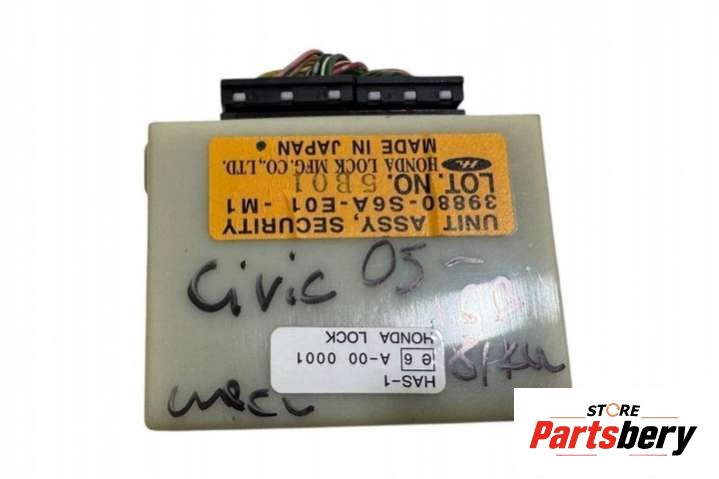 UNIT ASSY, SECURITY
39880-S6A-E01 -M1
LOT. NO. 5B01
HONDA LOCK MFG. CO., LTD.
MADE IN JAPAN
Civic 05-
HAS-1
e 6 A-00 0001
HONDA LOCK
STORE
Partsbery